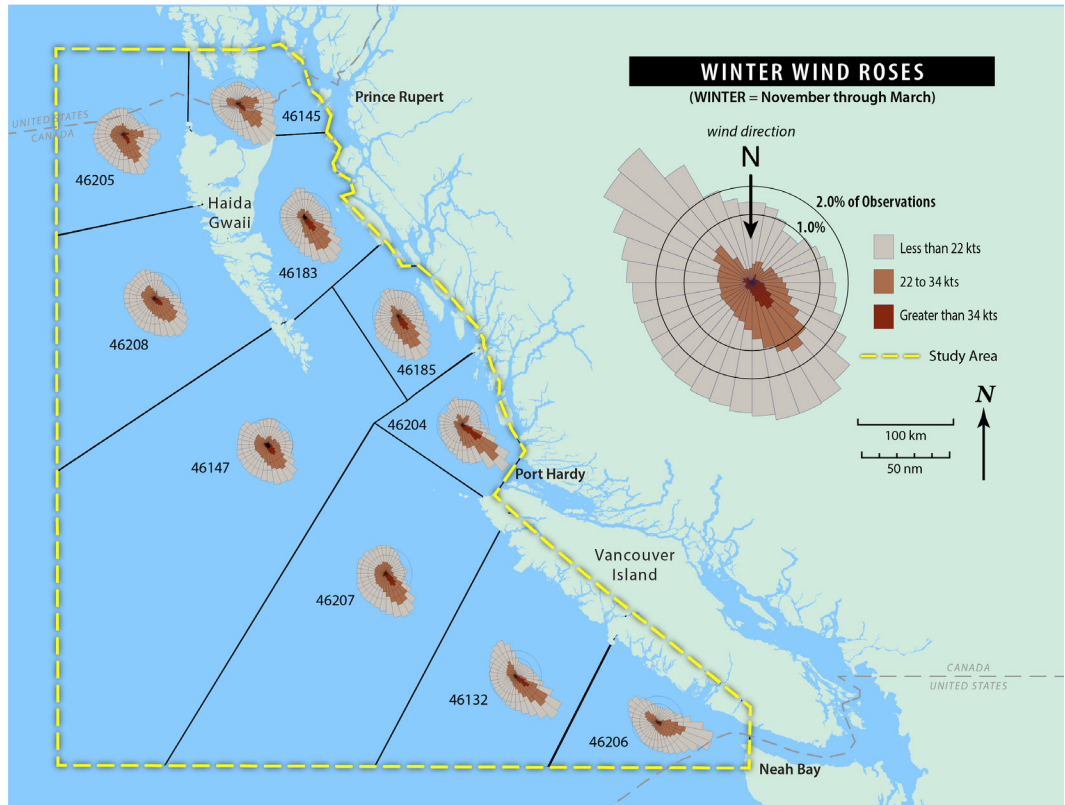 WINTER WIND ROSES
(WINTER = November through March)
wind direction
N
2.0% of Observations
1.0%
Less than 22 kts
22 to 34 kts
Greater than 34 kts
Study Area
N
100 km
50 nm
Prince Rupert
46145
UNITED STATES
CANADA
46205
Haida
Gwaii
46183
46208
46185
46204
46147
Port Hardy
Vancouver
Island
46207
CANADA
UNITED STATES
46132
46206
Neah Bay